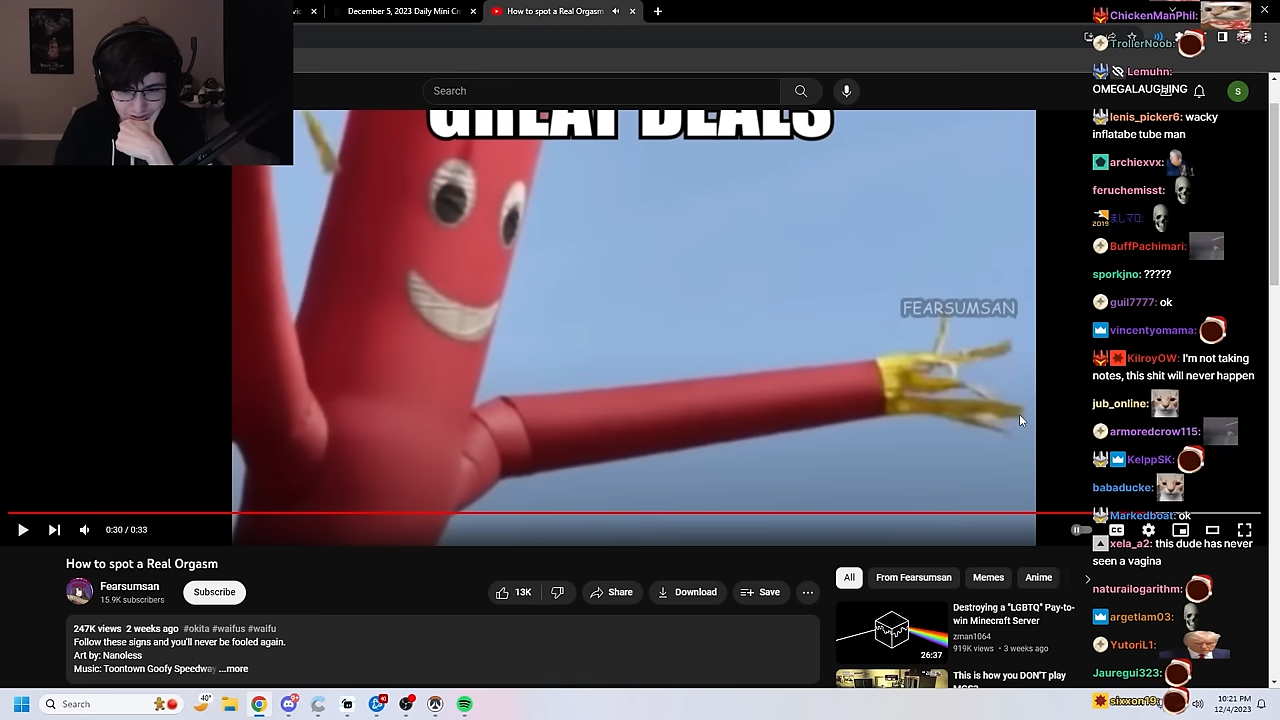 December 5, 2023 Daily Mini Cr
How to spot a Real Orgasm
Search
S
GREAT DEALS
FEARSUMSAN
0:30 / 0:33
How to spot a Real Orgasm
Fearsumsan
15.9K subscribers
Subscribe
13K
Share
Download
Save
247K views 2 weeks ago #okita #waifus #waifu
Follow these signs and you'll never be fooled again.
Art by: Nanoless
Music: Toontown Goofy Speedway ...more
All
From Fearsumsan
Memes
Anime
Destroying a "LGBTQ" Pay-to-
win Minecraft Server
zman1064
919K views • 3 weeks ago
26:37
This is how you DON'T play
ChickenManPhil:
TrollerNoob:
Lemuhn:
OMEGALAUGHING
lenis_picker6: wacky
inflatabe tube man
archiexvx:
feruchemisst:
2019 ましマロ:
BuffPachimari:
sporkjno: ?????
guil7777: ok
vincentyomama:
KilroyOW: I'm not taking
notes, this shit will never happen
jub_online:
armoredcrow115:
KelppSK:
babaducke:
Markedboat: ok
xela_a2: this dude has never
seen a vagina
naturailogarithm:
argetlam03:
YutoriL1:
Jauregui323:
sixxon19
Search
40°
10:21 PM
12/4/2023